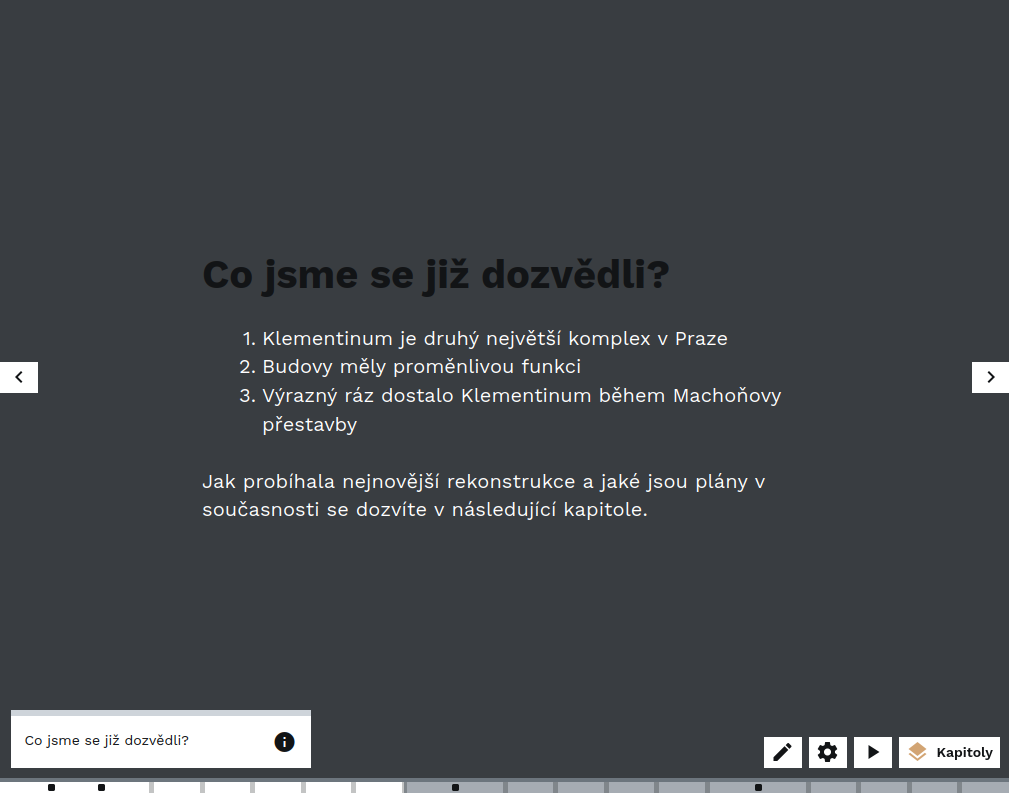 Co jsme se již dozvědli?
1. Klementinum je druhý největší komplex v Praze
2. Budovy měly proměnlivou funkci
3. Výrazný ráz dostalo Klementinum během Machoňovy
přestavby
Jak probíhala nejnovější rekonstrukce a jaké jsou plány v
současnosti se dozvíte v následující kapitole.
Co jsme se již dozvědli?
Kapitoly